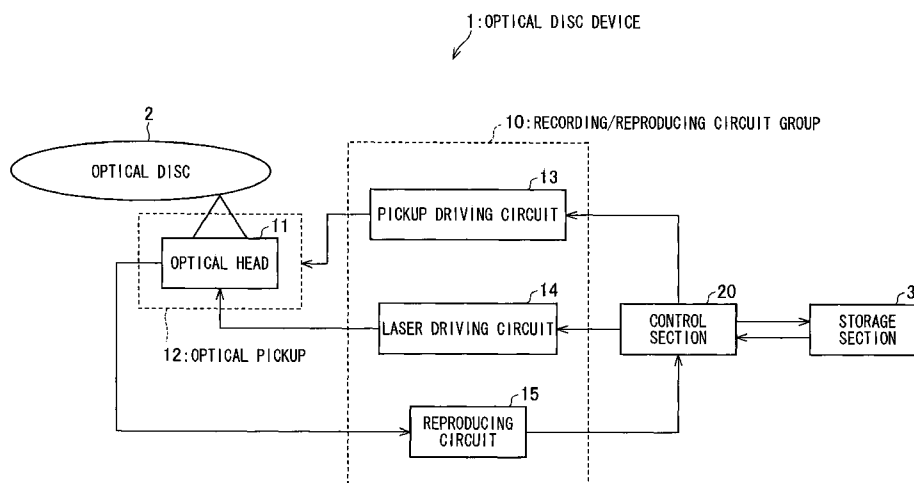 1:OPTICAL DISC DEVICE
2
10:RECORDING/REPRODUCING CIRCUIT GROUP
OPTICAL DISC
13
PICKUP DRIVING CIRCUIT
11
OPTICAL HEAD
14
20
LASER DRIVING CIRCUIT
CONTROL
SECTION
STORAGE
SECTION
12:OPTICAL PICKUP
15
REPRODUCING
CIRCUIT